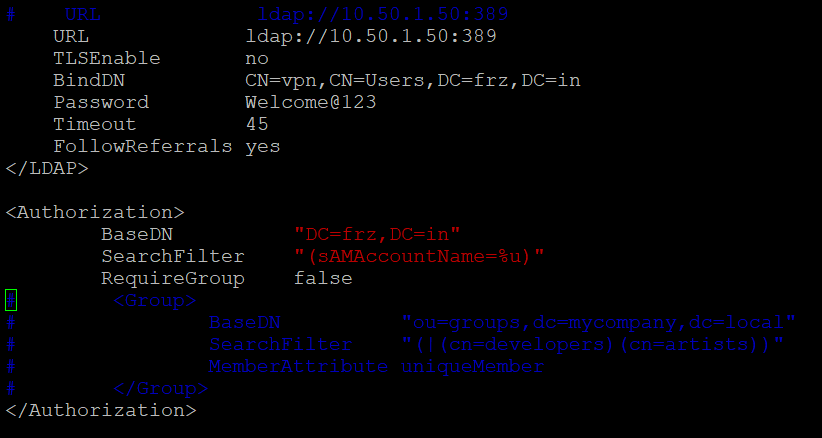 #    URL             ldap://10.50.1.50:389
    URL             ldap://10.50.1.50:389
    TLSEnable       no
    BindDN          CN=vpn,CN=Users,DC=frz,DC=in
    Password        Welcome@123
    Timeout         45
    FollowReferrals yes
</LDAP>

<Authorization>
        BaseDN          "DC=frz,DC=in"
        SearchFilter    "(sAMAccountName=%u)"
        RequireGroup    false
#        <Group>
#                BaseDN          "ou=groups,dc=mycompany,dc=local"
#                SearchFilter    "(|(cn=developers)(cn=artists))"
#                MemberAttribute uniqueMember
#        </Group>
</Authorization>